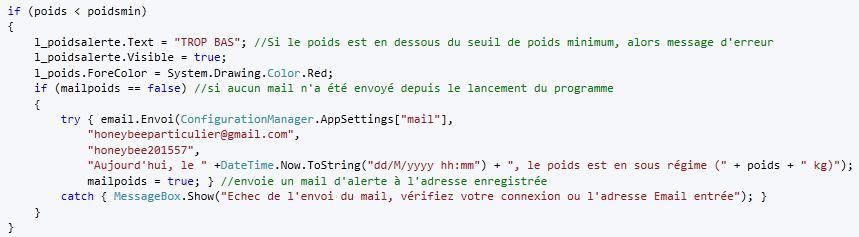 if (poids < poidsmin)
{
l_poidsalerte.Text = "TROP BAS"; //Si le poids est en dessous du seuil de poids minimum, alors message d'erreur
l_poidsalerte.Visible = true;
l_poids.ForeColor = System.Drawing.Color.Red;
if (mailpoids == false) //si aucun mail n'a été envoyé depuis le lancement du programme
{
try { email.Envoi(ConfigurationManager.AppSettings["mail"],
"honeybeeparticulier@gmail.com",
"honeybee201557",
"Aujourd'hui, le " +DateTime.Now.ToString("dd/M/yyyy hh:mm") + ", le poids est en sous régime (" + poids + " kg)");
mailpoids = true; } //envoie un mail d'alerte à l'adresse enregistrée
catch { MessageBox.Show("Echec de l'envoi du mail, vérifiez votre connexion ou l'adresse Email entrée"); }
}
}